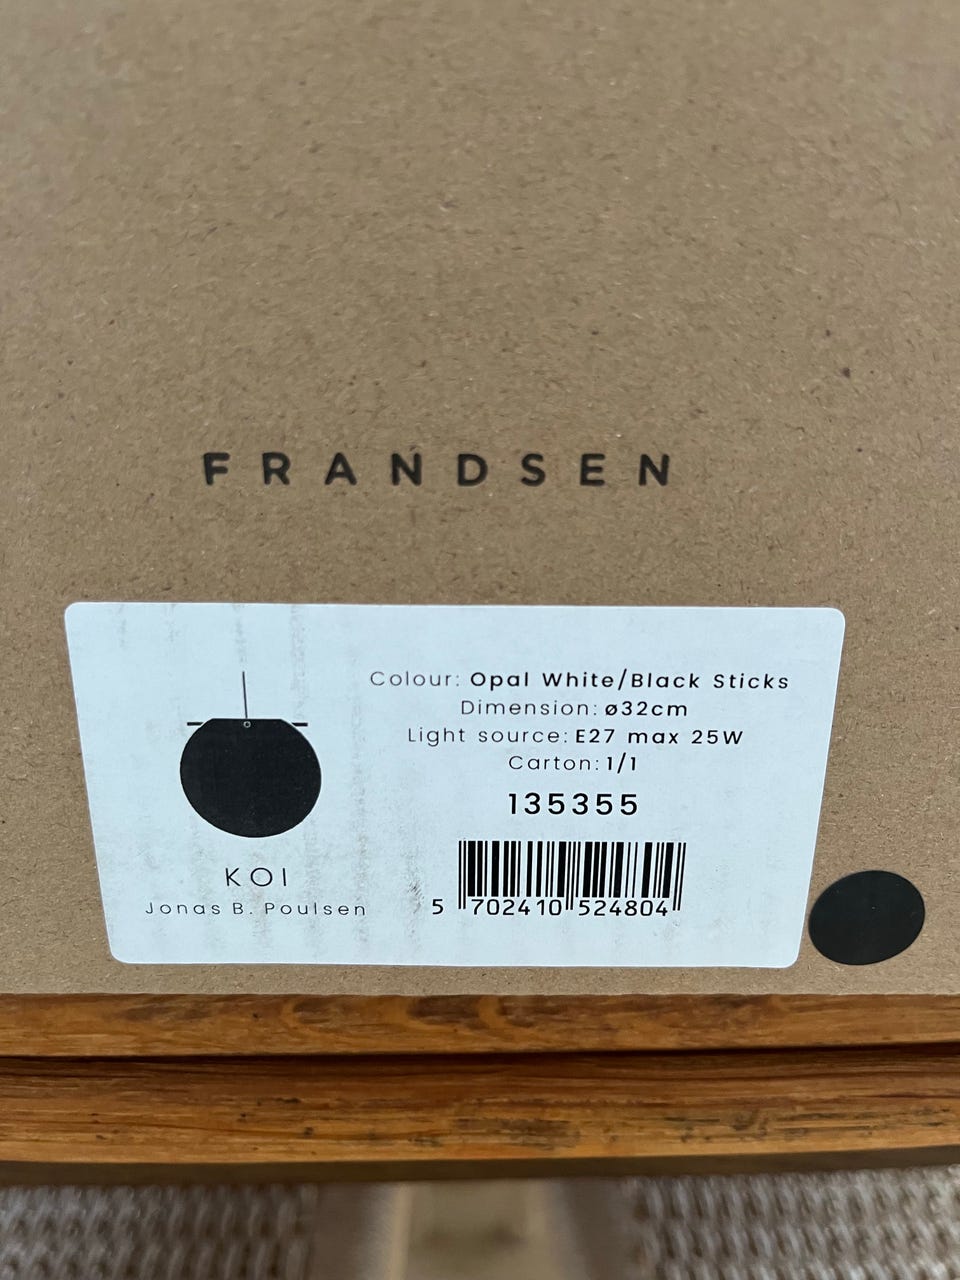 FRANDSEN
Colour: Opal White/Black Sticks
Dimension: ø32cm
Light source: E27 max 25W
Carton: 1/1
135355
5 702410 524804
KOI
Jonas B. Poulsen